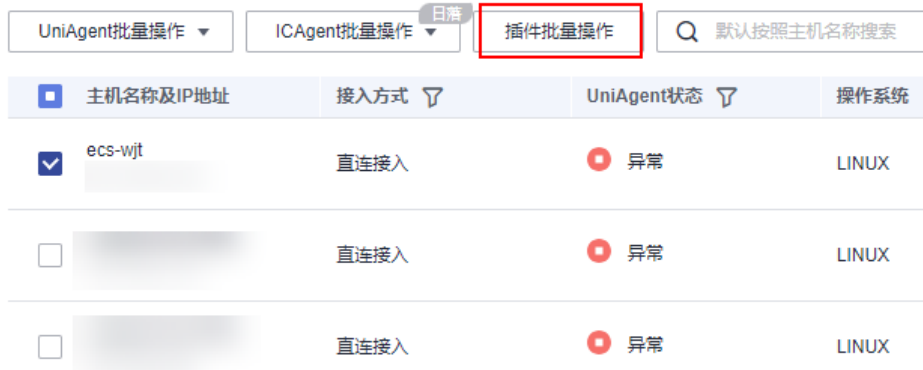 日落
UniAgent批量操作 ICAgent批量操作 插件批量操作 默认按照主机名称搜索
主机名称及IP地址 接入方式 UniAgent状态 操作系统
ecs-wjt
直连接入 异常 LINUX
直连接入 异常 LINUX
直连接入 异常 LINUX